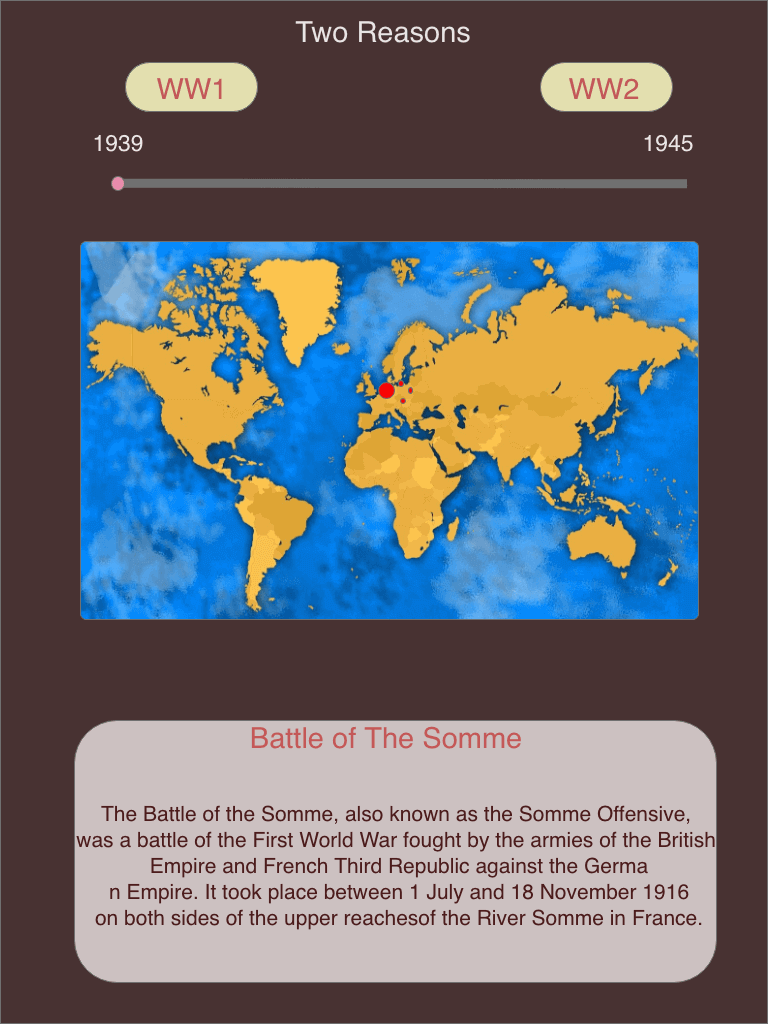 Two Reasons
WW1
WW2
1939
1945
Battle of The Somme
The Battle of the Somme, also known as the Somme Offensive,
was a battle of the First World War fought by the armies of the British
Empire and French Third Republic against the Germa
n Empire. It took place between 1 July and 18 November 1916
on both sides of the upper reachesof the River Somme in France.